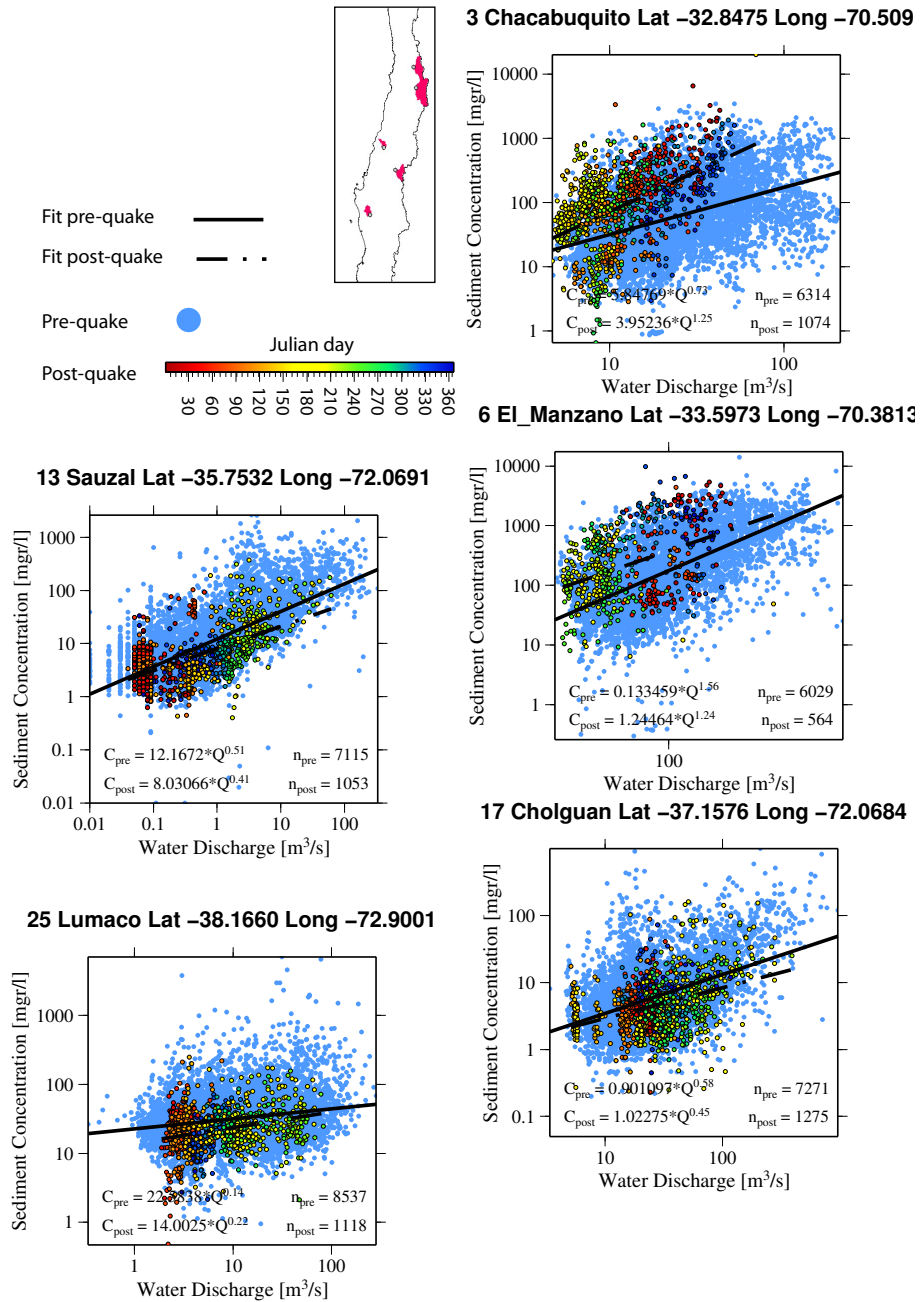 3 Chacabuquito Lat −32.8475 Long −70.509
Sediment Concentration [mgr/l]
10000
1000
100
10
1
C_pre = 5.84769*Q^0.73 n_pre = 6314
C_post = 3.95236*Q^1.25 n_post = 1074
10 100
Water Discharge [m³/s]
Fit pre-quake
Fit post-quake
Pre-quake
Julian day
Post-quake
30 60 90 120 150 180 210 240 270 300 330 360
6 El_Manzano Lat −33.5973 Long −70.3813
Sediment Concentration [mgr/l]
10000
1000
100
10
1
C_pre = 0.133459*Q^1.56 n_pre = 6029
C_post = 1.24464*Q^1.24 n_post = 564
100
Water Discharge [m³/s]
13 Sauzal Lat −35.7532 Long −72.0691
Sediment Concentration [mgr/l]
1000
100
10
1
0.1
0.01
C_pre = 12.1672*Q^0.51 n_pre = 7115
C_post = 8.03066*Q^0.41 n_post = 1053
0.01 0.1 1 10 100
Water Discharge [m³/s]
17 Cholguan Lat −37.1576 Long −72.0684
Sediment Concentration [mgr/l]
100
10
1
0.1
C_pre = 0.901097*Q^0.58 n_pre = 7271
C_post = 1.02275*Q^0.45 n_post = 1275
10 100
Water Discharge [m³/s]
25 Lumaco Lat −38.1660 Long −72.9001
Sediment Concentration [mgr/l]
1000
100
10
1
n_pre = 8537
C_post = 14.0025*Q^0.22 n_post = 1118
1 10 100
Water Discharge [m³/s]